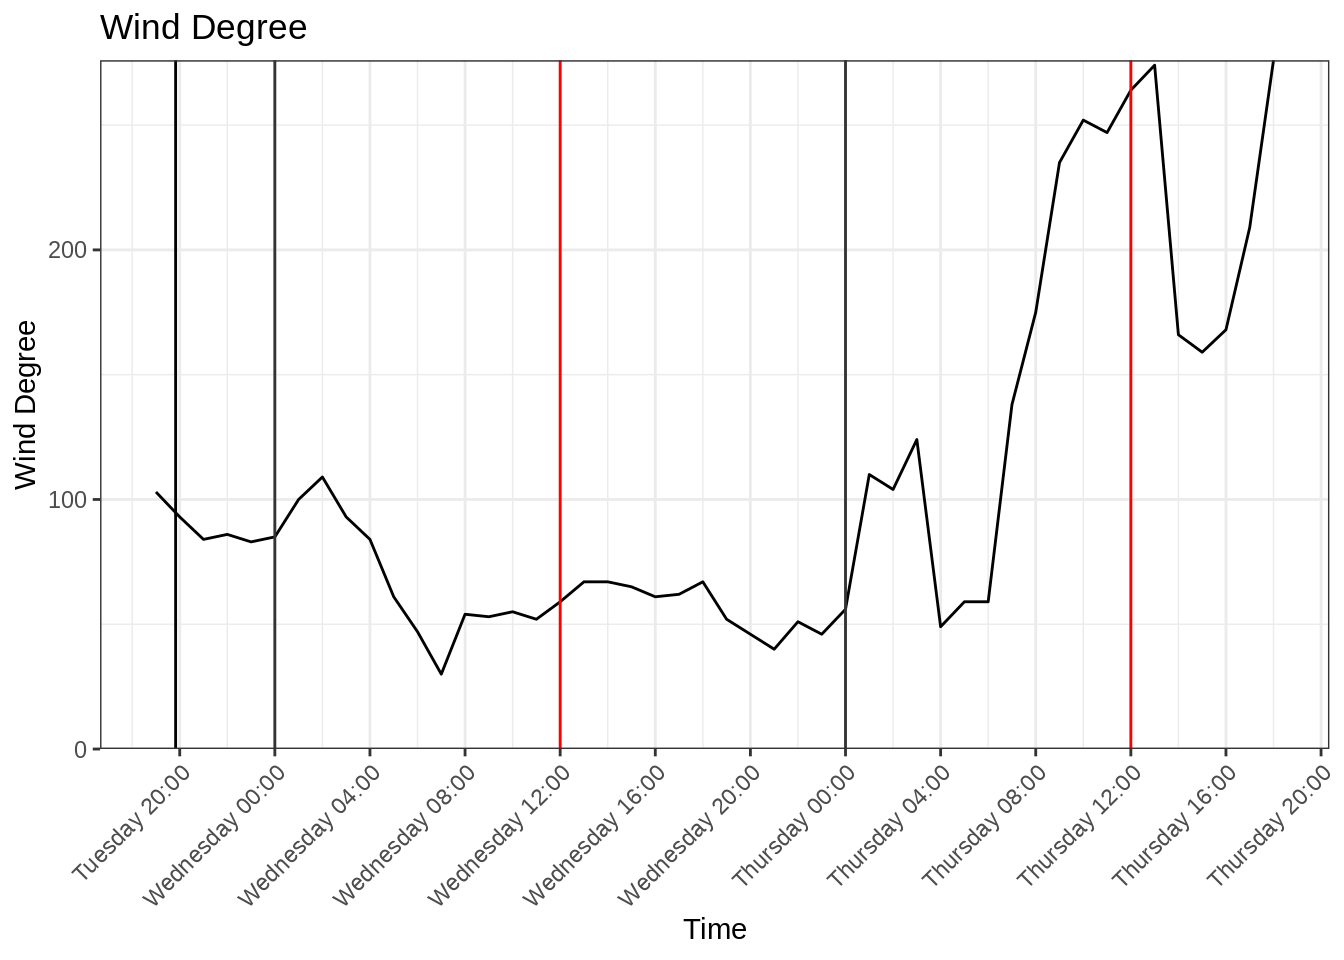 Wind Degree
Wind Degree
200
100
0
Tuesday 20:00
Wednesday 00:00
Wednesday 04:00
Wednesday 08:00
Wednesday 12:00
Wednesday 16:00
Wednesday 20:00
Thursday 00:00
Thursday 04:00
Thursday 08:00
Thursday 12:00
Thursday 16:00
Thursday 20:00
Time